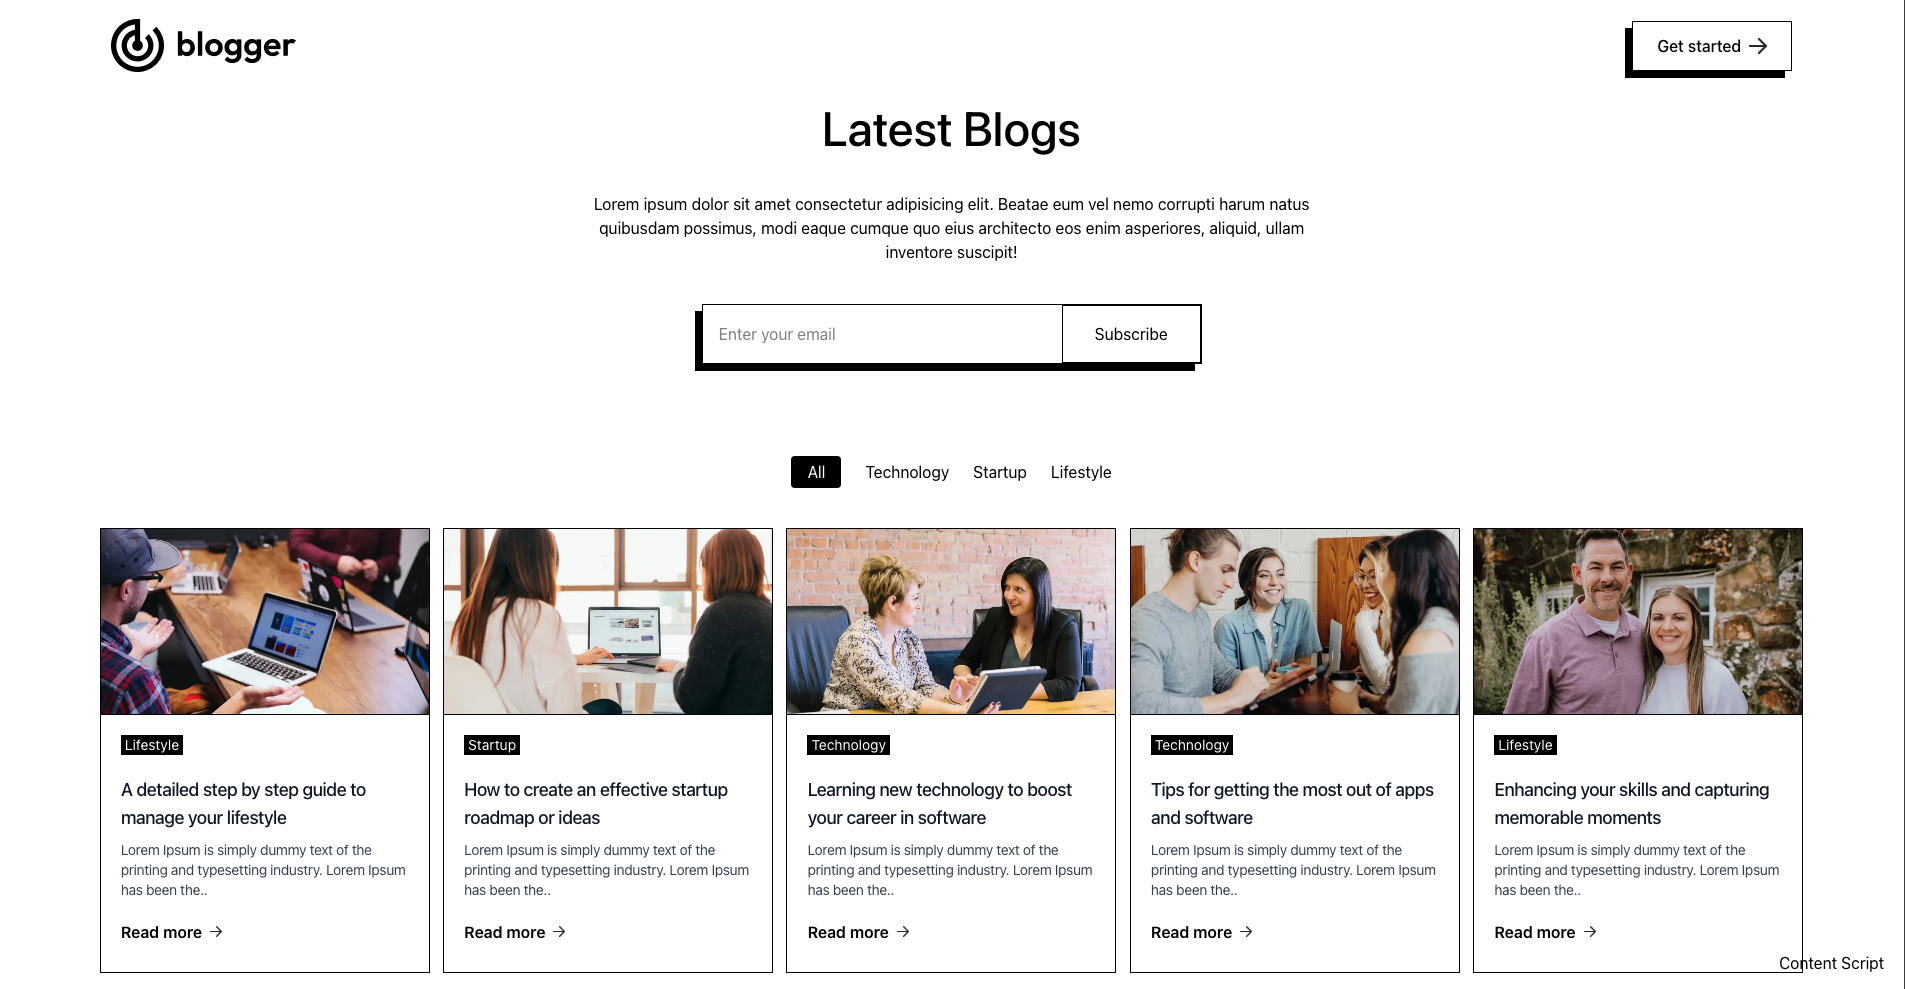 blogger
Get started
Latest Blogs
Lorem ipsum dolor sit amet consectetur adipisicing elit. Beatae eum vel nemo corrupti harum natus
quibusdam possimus, modi eaque cumque quo eius architecto eos enim asperiores, aliquid, ullam
inventore suscipit!
Enter your email
Subscribe
All
Technology
Startup
Lifestyle
Lifestyle
A detailed step by step guide to
manage your lifestyle
Lorem Ipsum is simply dummy text of the
printing and typesetting industry. Lorem Ipsum
has been the..
Read more
Startup
How to create an effective startup
roadmap or ideas
Lorem Ipsum is simply dummy text of the
printing and typesetting industry. Lorem Ipsum
has been the..
Read more
Technology
Learning new technology to boost
your career in software
Lorem Ipsum is simply dummy text of the
printing and typesetting industry. Lorem Ipsum
has been the..
Read more
Technology
Tips for getting the most out of apps
and software
Lorem Ipsum is simply dummy text of the
printing and typesetting industry. Lorem Ipsum
has been the..
Read more
Lifestyle
Enhancing your skills and capturing
memorable moments
Lorem Ipsum is simply dummy text of the
printing and typesetting industry. Lorem Ipsum
has been the..
Read more
Content Script